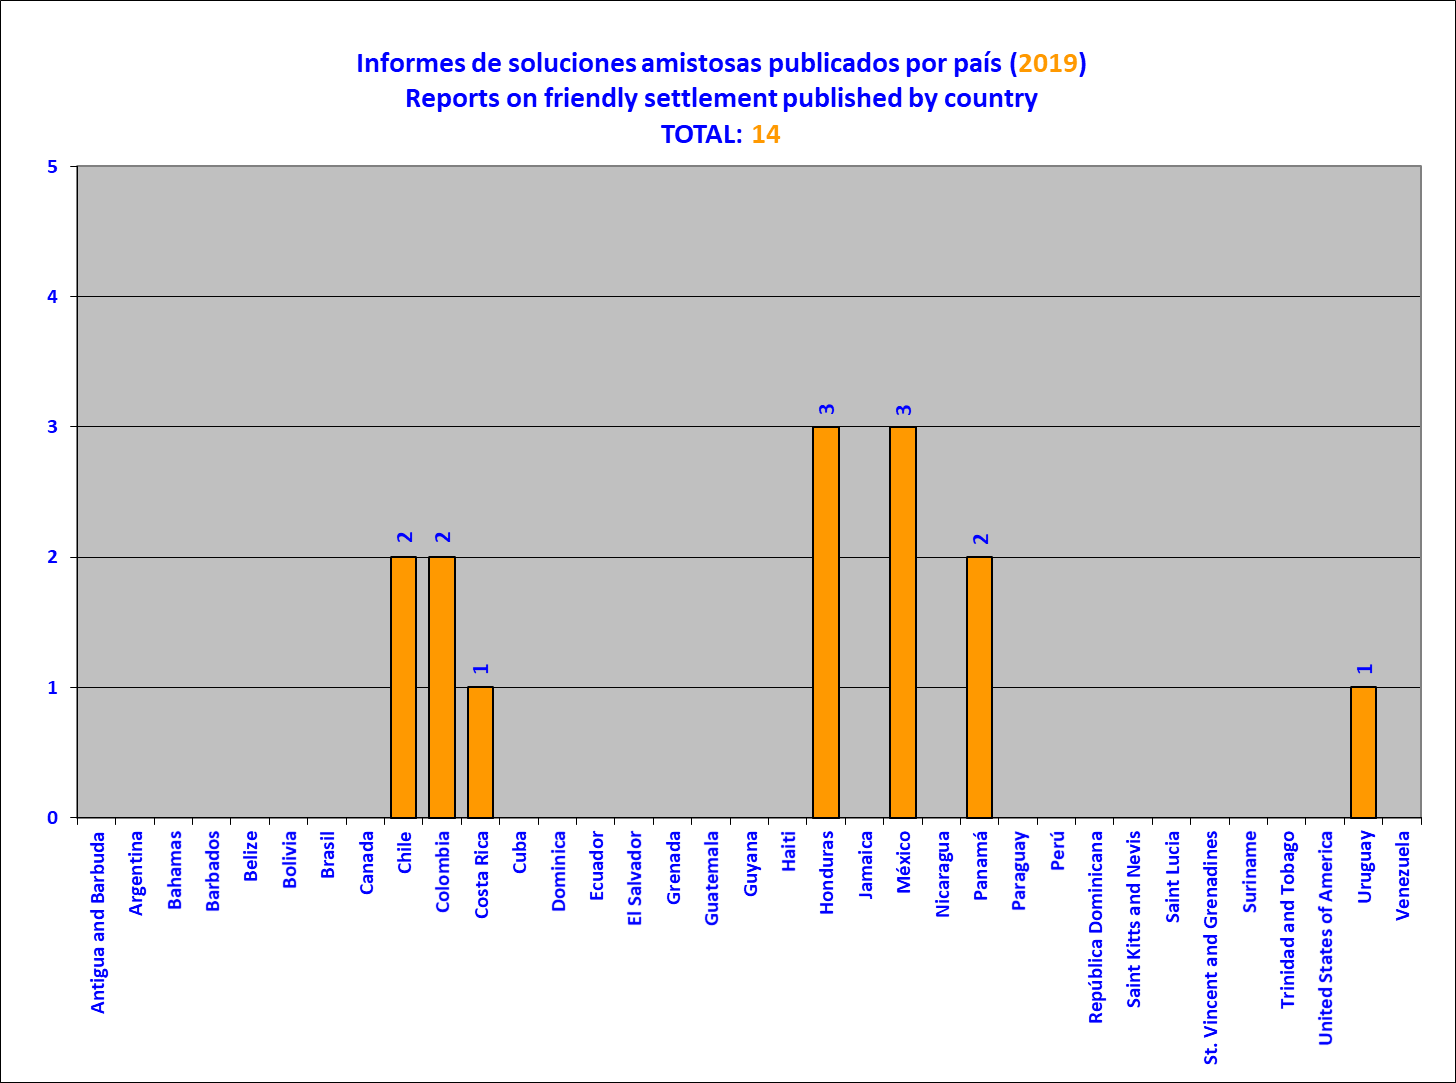 Informes de soluciones amistosas publicados por país (2019)
Reports on friendly settlement published by country
TOTAL: 14
5
4
3
2
1
0
2
2
1
3
3
2
1
Antigua and Barbuda
Argentina
Bahamas
Barbados
Belize
Bolivia
Brasil
Canada
Chile
Colombia
Costa Rica
Cuba
Dominica
Ecuador
El Salvador
Grenada
Guatemala
Guyana
Haiti
Honduras
Jamaica
México
Nicaragua
Panamá
Paraguay
Perú
República Dominicana
Saint Kitts and Nevis
Saint Lucia
St. Vincent and Grenadines
Suriname
Trinidad and Tobago
United States of America
Uruguay
Venezuela